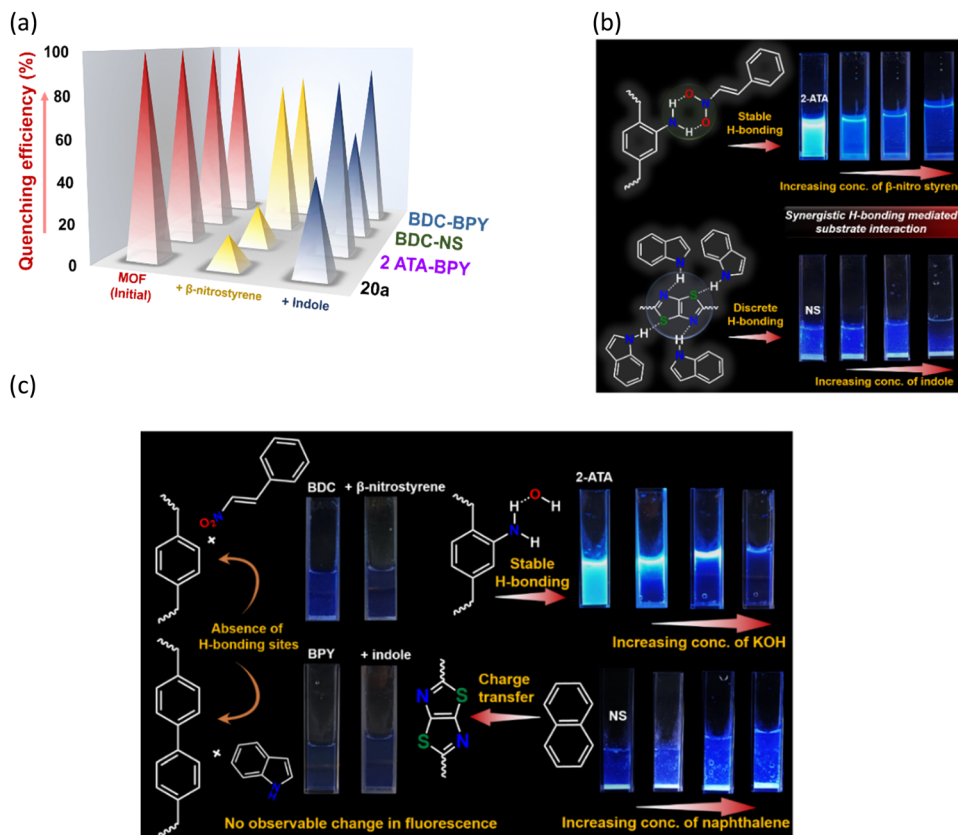 (a)
Quenching efficiency (%)
100
80
60
40
20
0
MOF
(Initial)
+ β-nitrostyrene
+ Indole
BDC-BPY
BDC-NS
2 ATA-BPY
20a
(b)
O
N
O
H
N
H
2-ATA
Stable
H-bonding
Increasing conc. of β-nitro styrene
Synergistic H-bonding mediated
substrate interaction
N
H
N
H
N
S
S
N
H
N
H
N
Discrete
H-bonding
NS
Increasing conc. of indole
(c)
O₂N
+
BDC
+ β-nitrostyrene
Absence of
H-bonding sites
BPY
+ indole
+
N
H
No observable change in fluorescence
H
O
H
N
H
Stable
H-bonding
2-ATA
Increasing conc. of KOH
N
S
S
N
Charge
transfer
NS
Increasing conc. of naphthalene